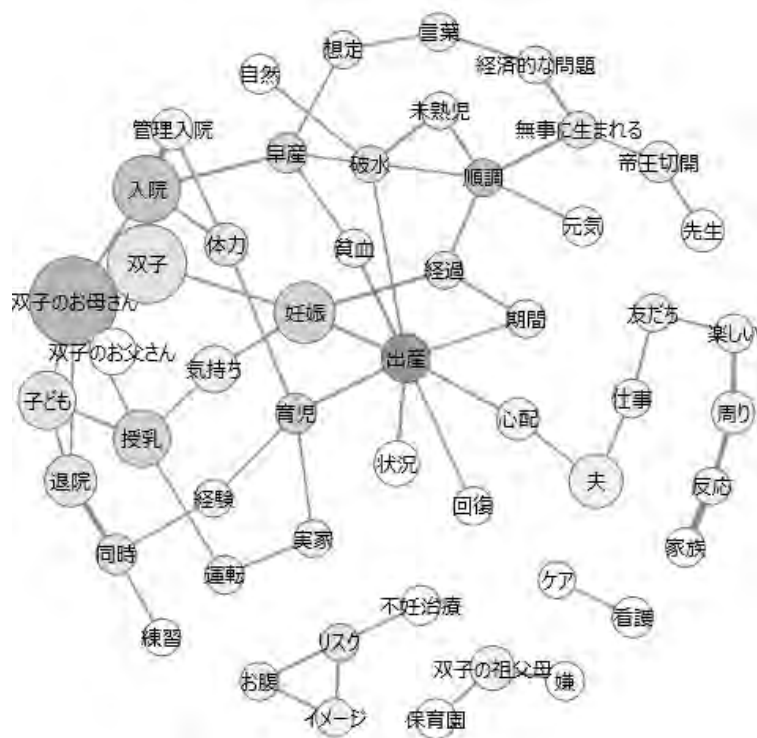 言葉
想定
経済的な問題
自然
未熟児
管理入院
無事に生まれる
早産
破水
帝王切開
順調
入院
元気
先生
体力
貧血
双子
経過
双子のお母さん
妊娠
期間
友だち
楽しい
双子のお父さん
気持ち
出産
子ども
仕事
周り
育児
心配
授乳
状況
夫
退院
反応
経験
回復
同時
実家
家族
運転
ケア
不妊治療
看護
練習
リスク
双子の祖父母
お腹
嫌
イメージ
保育園